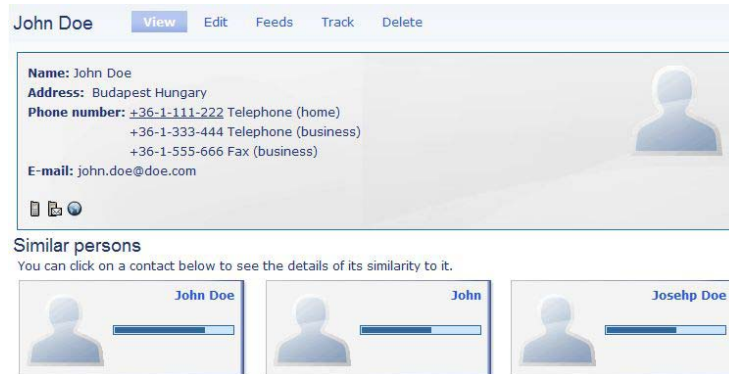 John Doe View Edit Feeds Track Delete
Name: John Doe
Address: Budapest Hungary
Phone number: +36-1-111-222 Telephone (home)
+36-1-333-444 Telephone (business)
+36-1-555-666 Fax (business)
E-mail: john.doe@doe.com
Similar persons
You can click on a contact below to see the details of its similarity to it.
John Doe John Josehp Doe